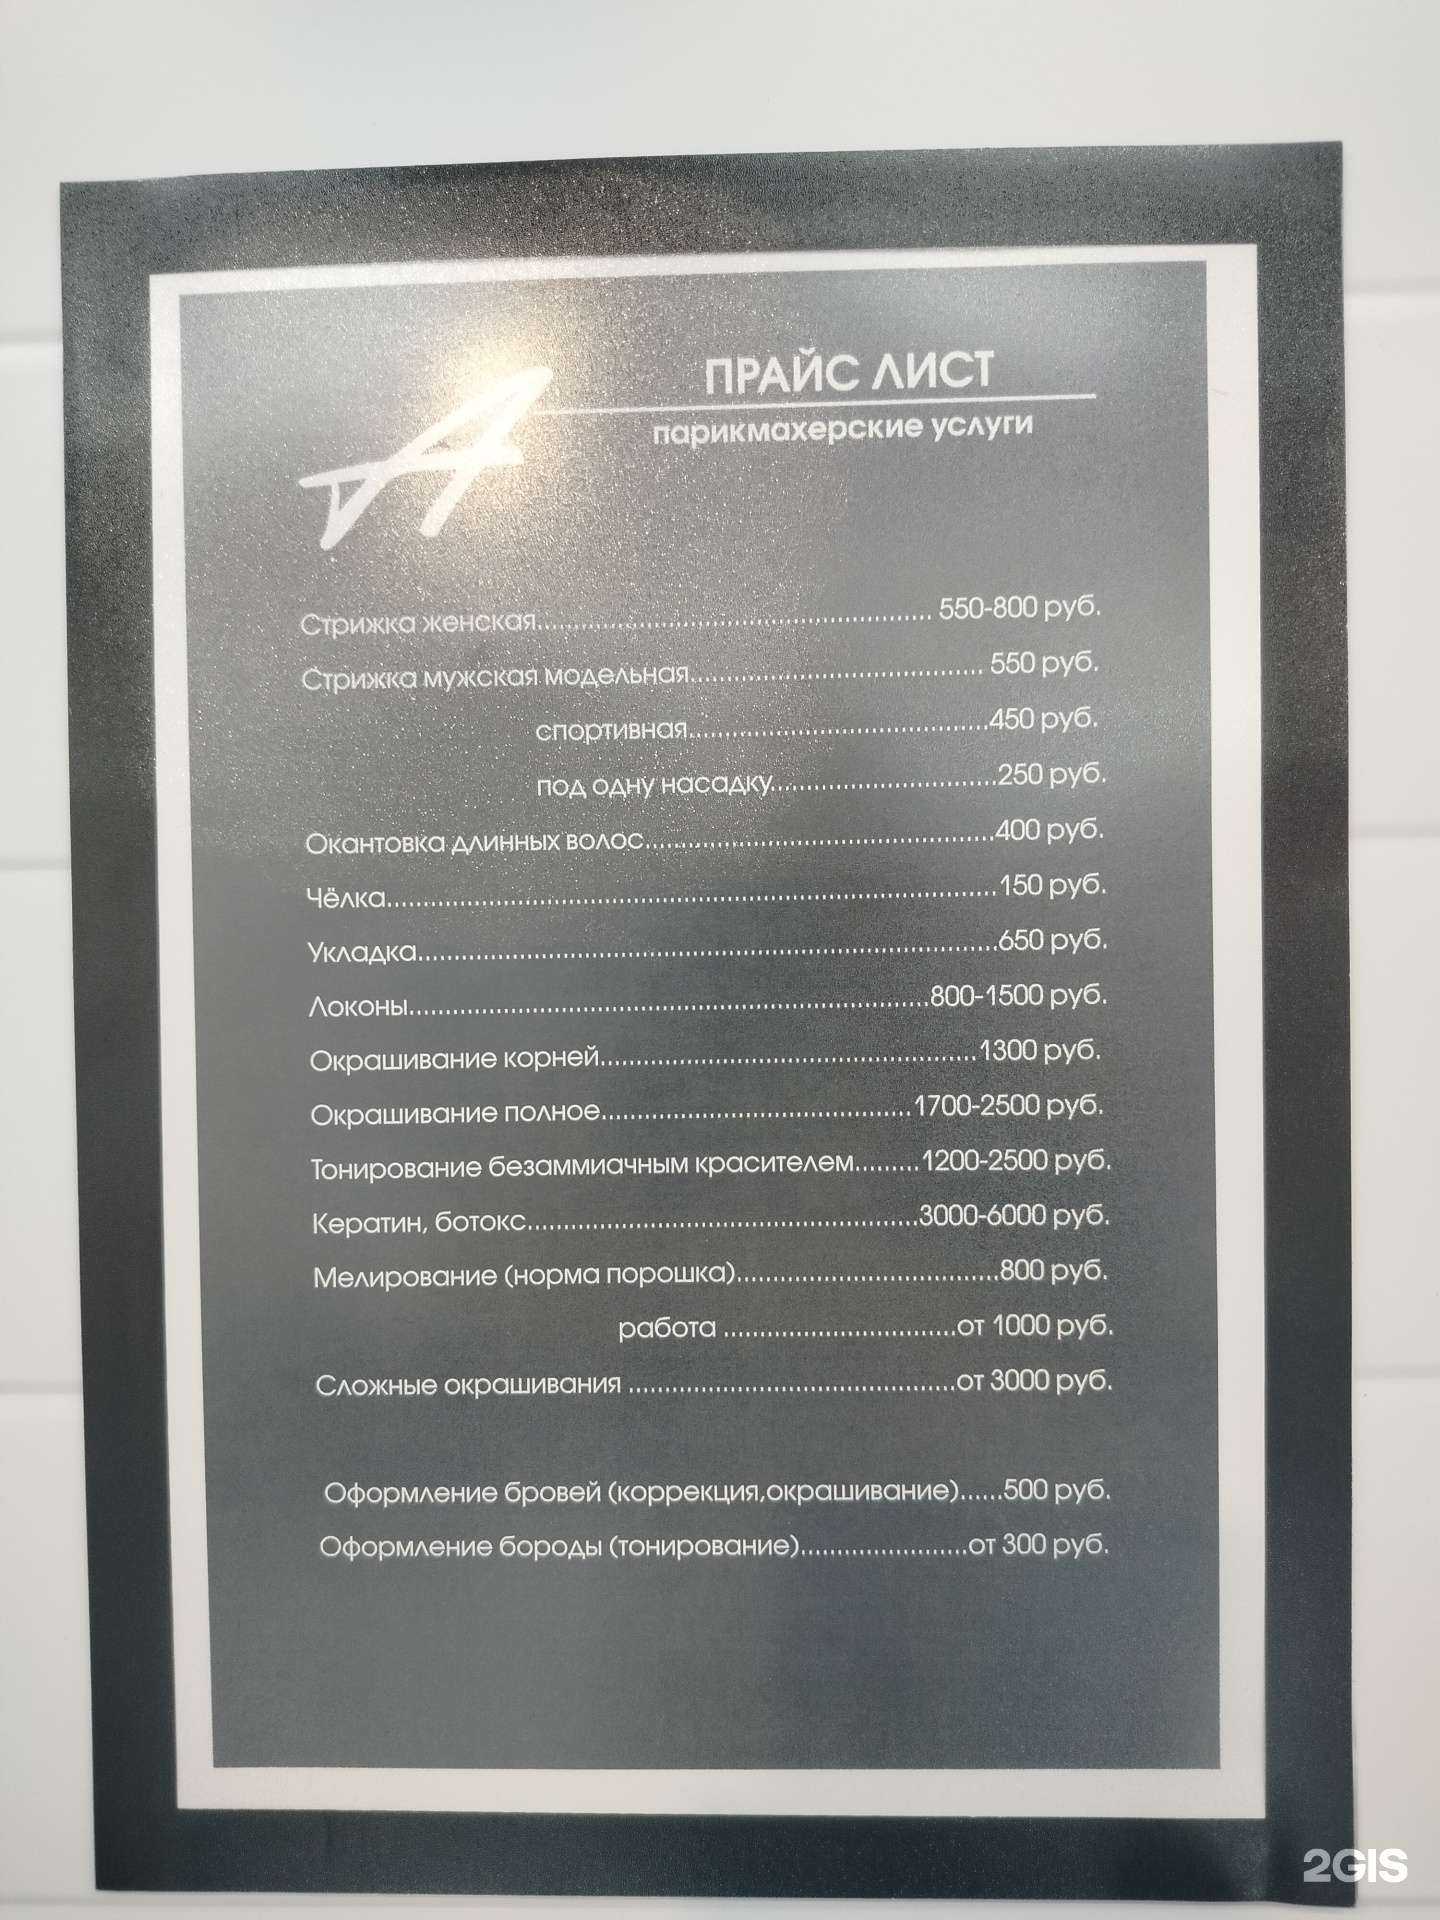 ПРАЙС ЛИСТ
парикмахерские услуги
Стрижка женская.......................................... 550-800 руб.
Стрижка мужская модельная............................... 550 руб.
спортивная................................450 руб.
под одну насадку........................250 руб.
Окантовка длинных волос.....................................400 руб.
Чёлка.................................................................150 руб.
Укладка..............................................................650 руб.
Локоны.......................................................800-1500 руб.
Окрашивание корней........................................1300 руб.
Окрашивание полное.................................1700-2500 руб.
Тонирование безаммиачным красителем.........1200-2500 руб.
Кератин, ботокс..........................................3000-6000 руб.
Мелирование (норма порошка)............................800 руб.
работа .........................от 1000 руб.
Сложные окрашивания ...................................от 3000 руб.
Оформление бровей (коррекция,окрашивание)......500 руб.
Оформление бороды (тонирование).......................от 300 руб.
2GIS